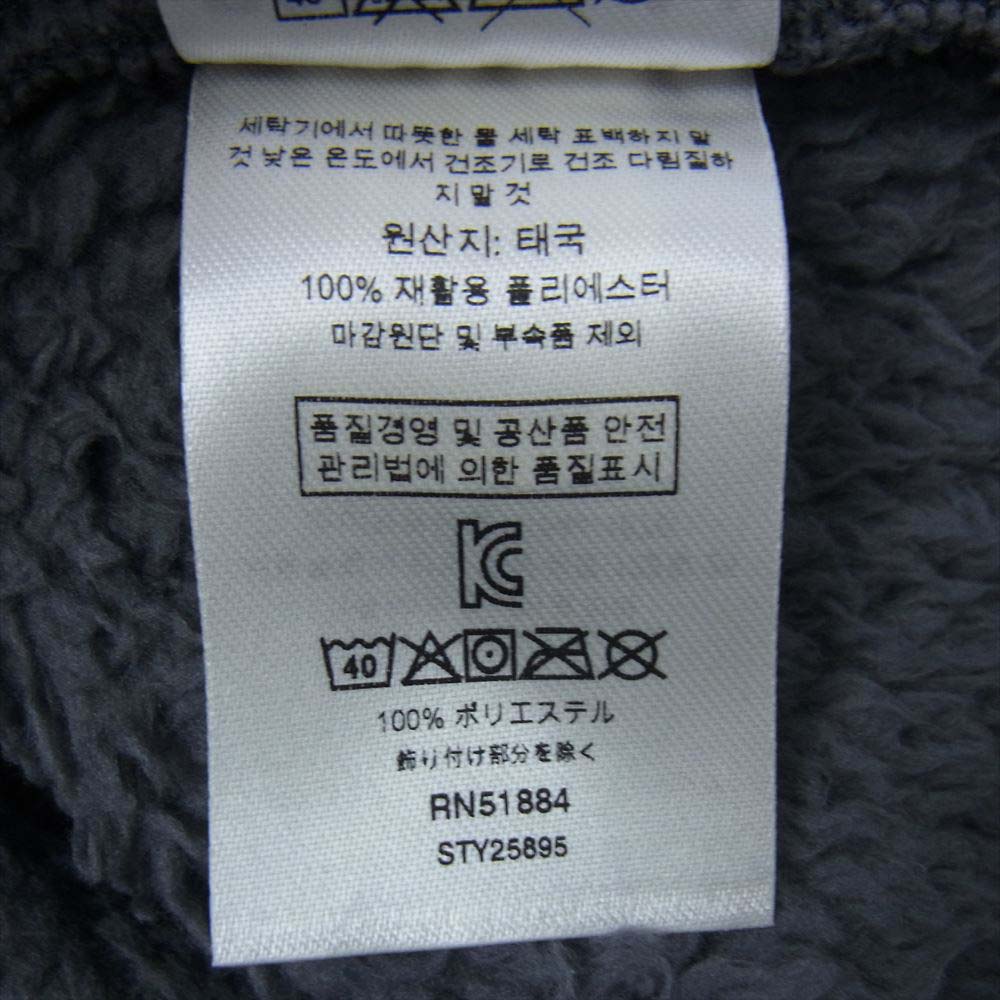 세탁기에서 따뜻한 물 세탁 표백하지 말
것 낮은 온도에서 건조기로 건조 다림질하
지 말 것
원산지: 태국
100% 재활용 폴리에스터
마감원단 및 부속품 제외
품질경영 및 공산품 안전
관리법에 의한 품질표시
KC
40
100% ポリエステル
飾り付け部分を除く
RN51884
STY25895